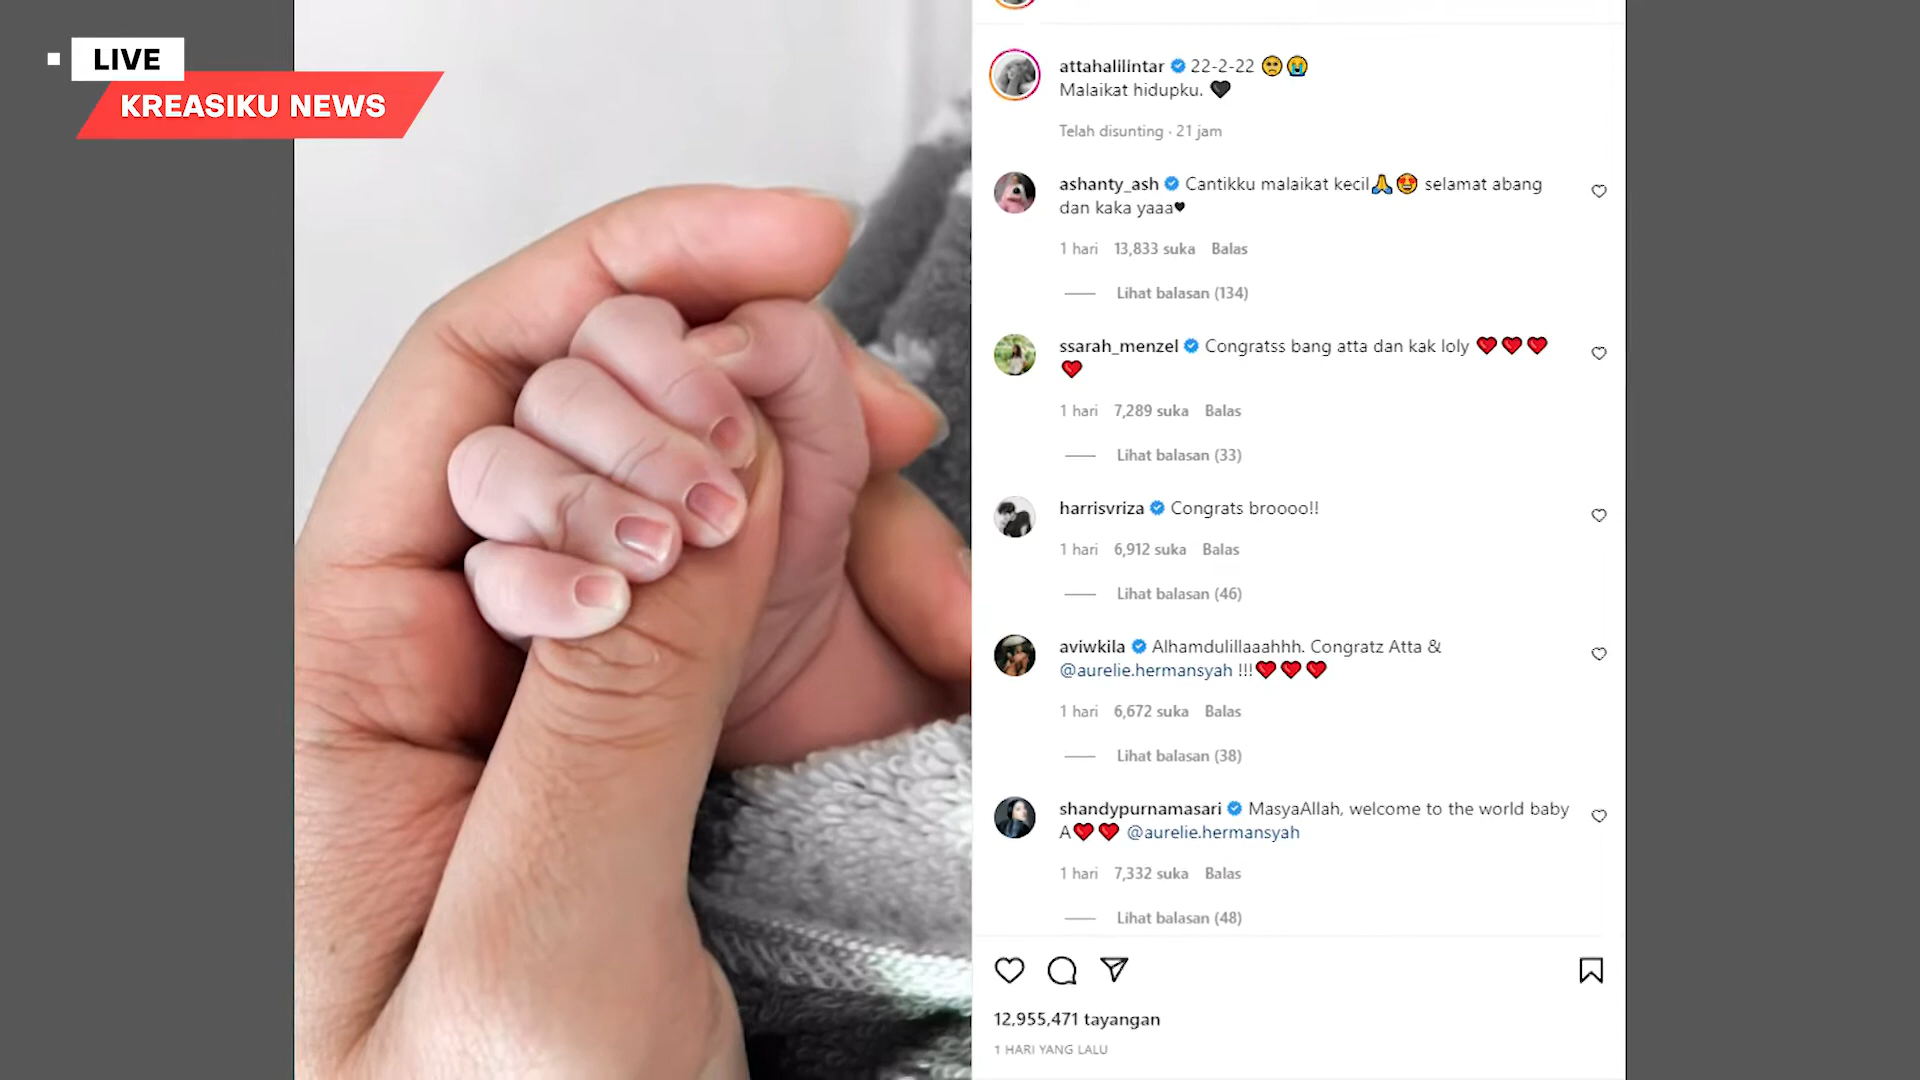 LIVE
KREASIKU NEWS
attahalilintar 22-2-22 😢😭
Malaikat hidupku. 🖤
Telah disunting · 21 jam
ashanty_ash Cantikku malaikat kecil🙏😍 selamat abang
dan kaka yaaa♥
1 hari 13,833 suka Balas
Lihat balasan (134)
ssarah_menzel Congratss bang atta dan kak loly ❤❤❤
❤
1 hari 7,289 suka Balas
Lihat balasan (33)
harrisvriza Congrats broooo!!
1 hari 6,912 suka Balas
Lihat balasan (46)
aviwkila Alhamdulillaaahhh. Congratz Atta &
@aurelie.hermansyah !!!❤❤❤
1 hari 6,672 suka Balas
Lihat balasan (38)
shandypurnamasari MasyaAllah, welcome to the world baby
A❤❤ @aurelie.hermansyah
1 hari 7,332 suka Balas
Lihat balasan (48)
12,955,471 tayangan
1 HARI YANG LALU